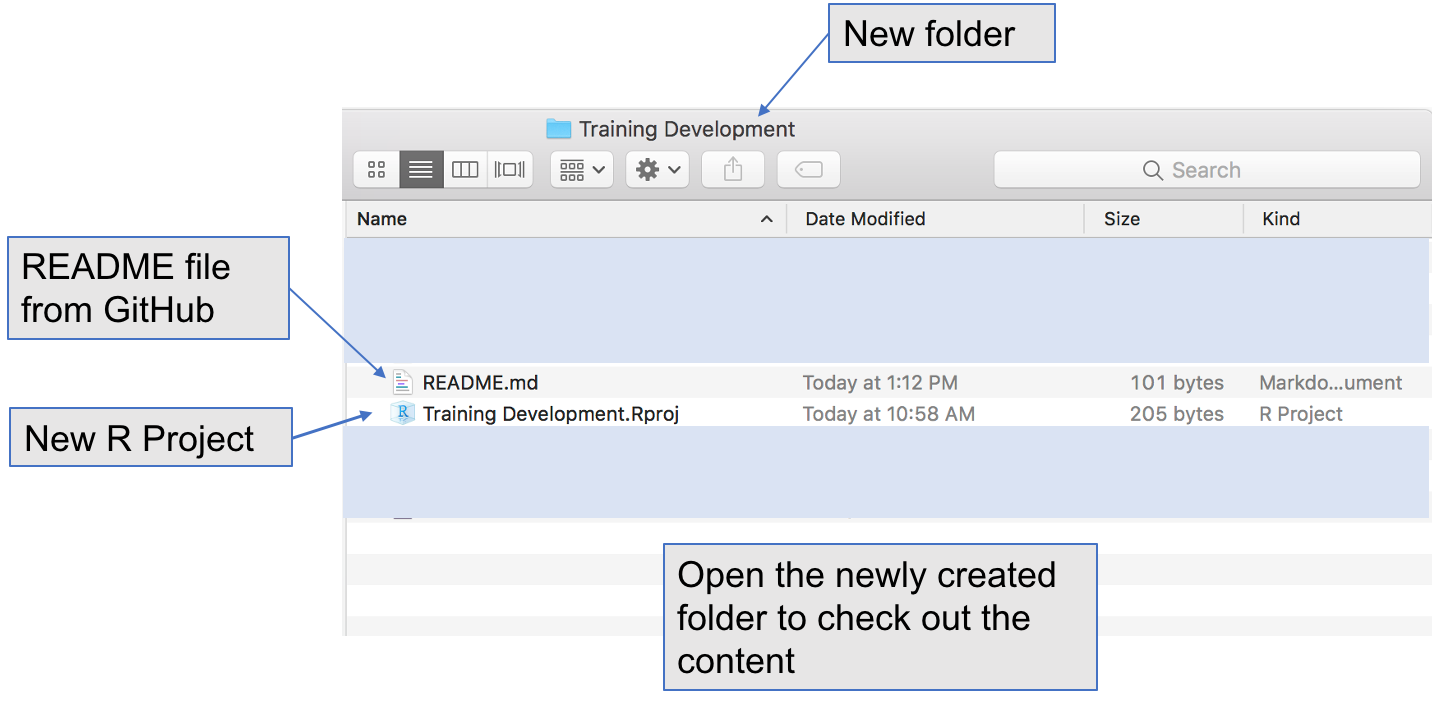 New folder
Training Development
Search
Name Date Modified Size Kind
README file
from GitHub
README.md Today at 1:12 PM 101 bytes Markdo...ument
Training Development.Rproj Today at 10:58 AM 205 bytes R Project
New R Project
Open the newly created
folder to check out the
content